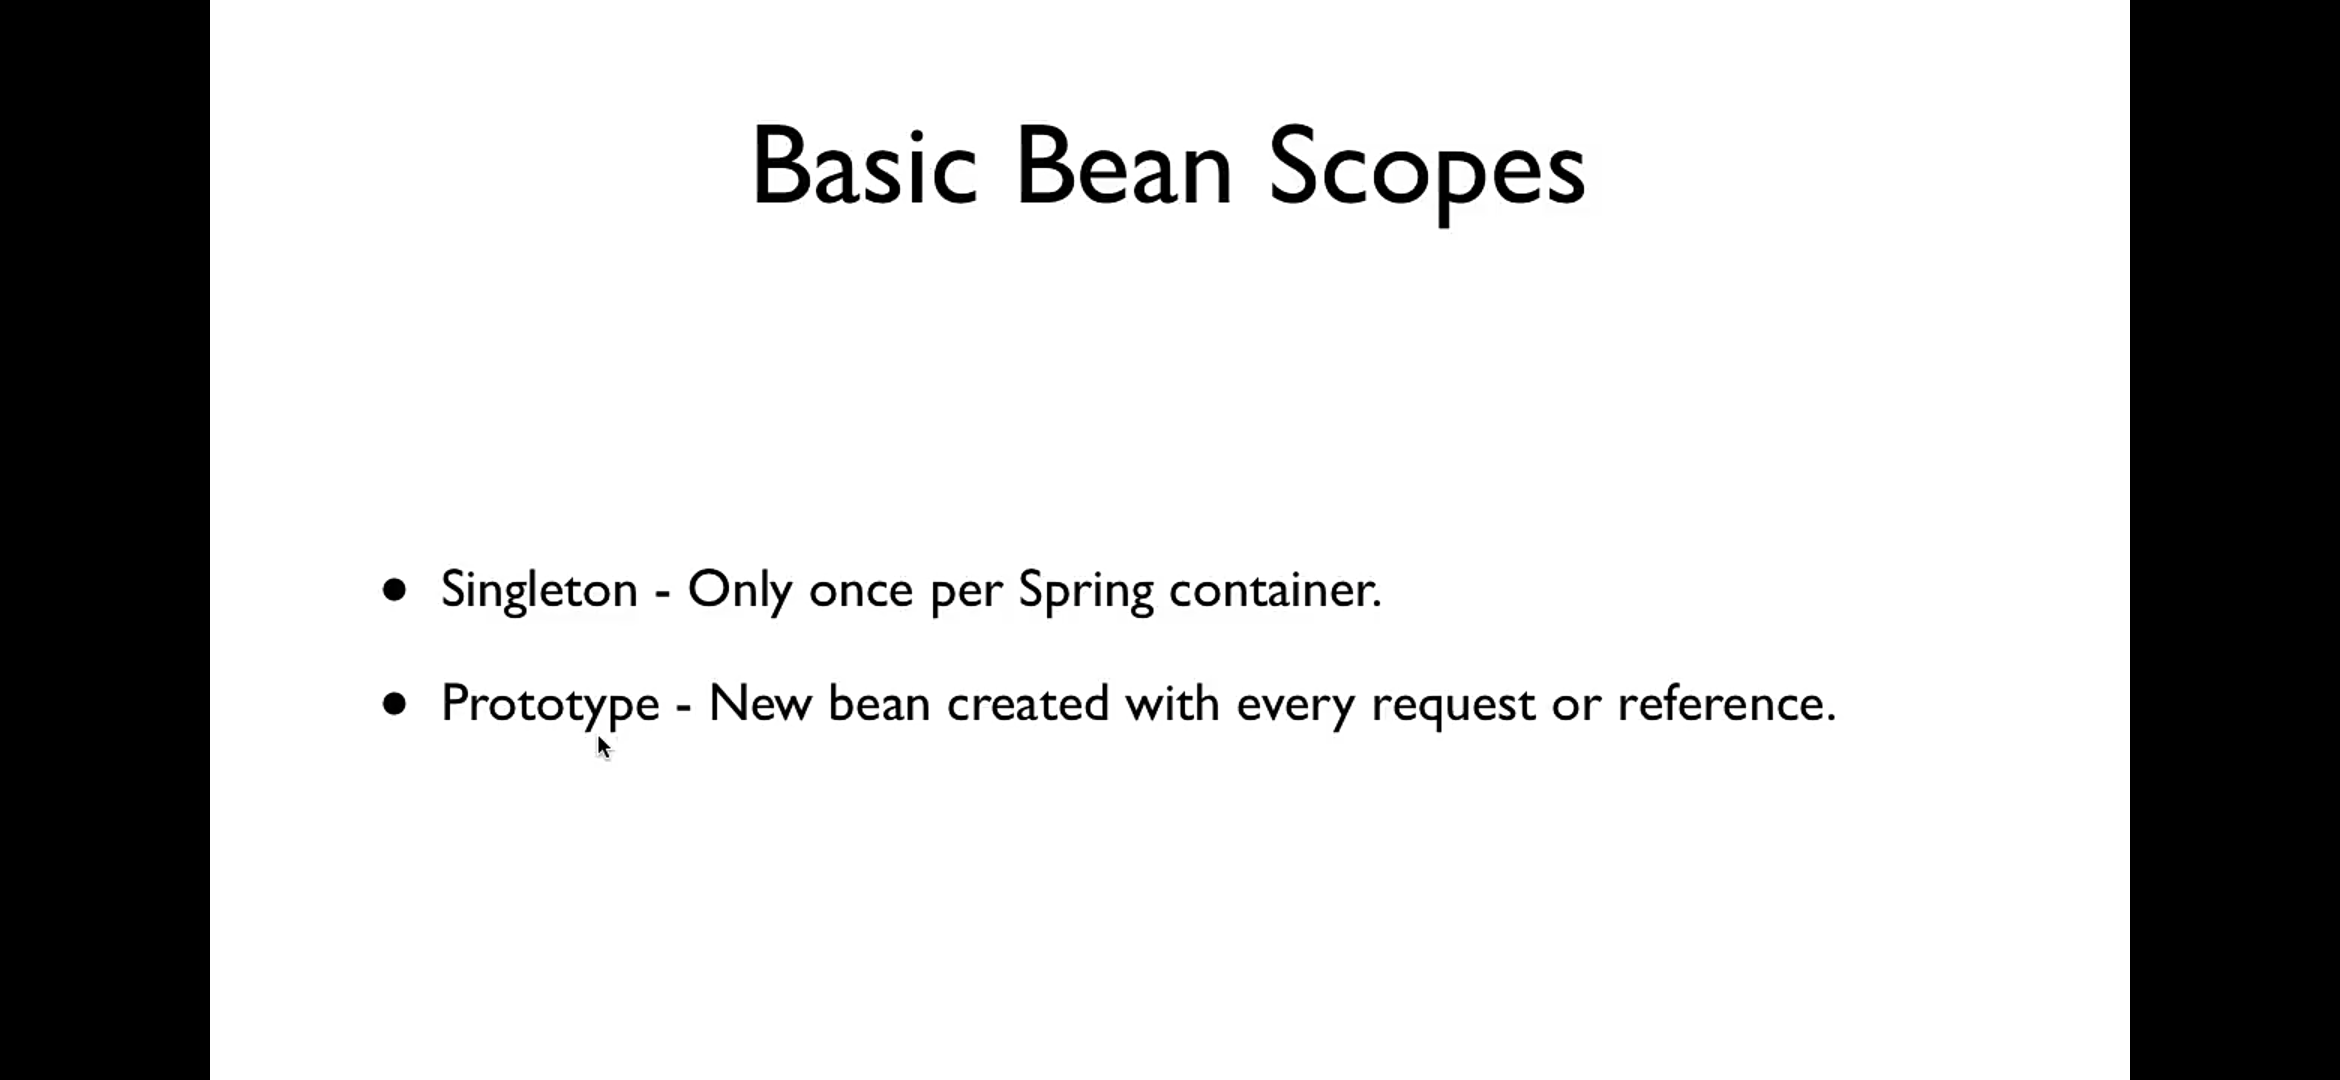 Basic Bean Scopes
• Singleton - Only once per Spring container.
• Prototype - New bean created with every request or reference.